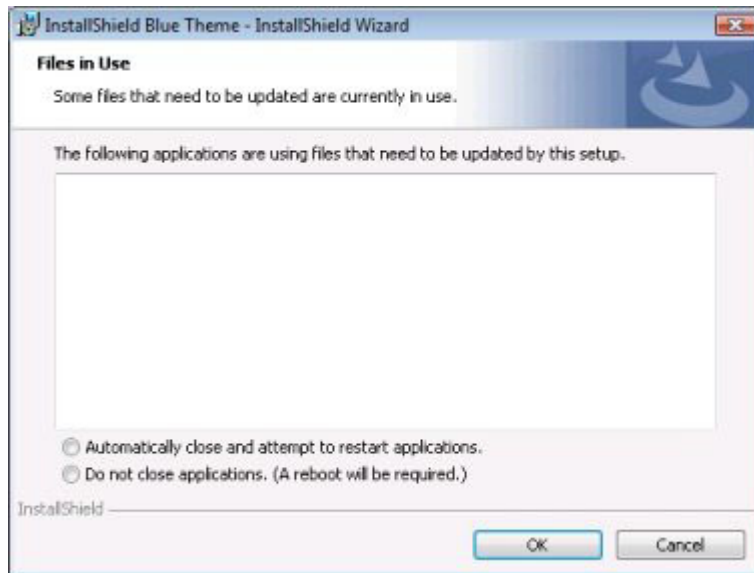 InstallShield Blue Theme - InstallShield Wizard
Files in Use
Some files that need to be updated are currently in use.
The following applications are using files that need to be updated by this setup.
Automatically close and attempt to restart applications.
Do not close applications. (A reboot will be required.)
InstallShield
OK Cancel